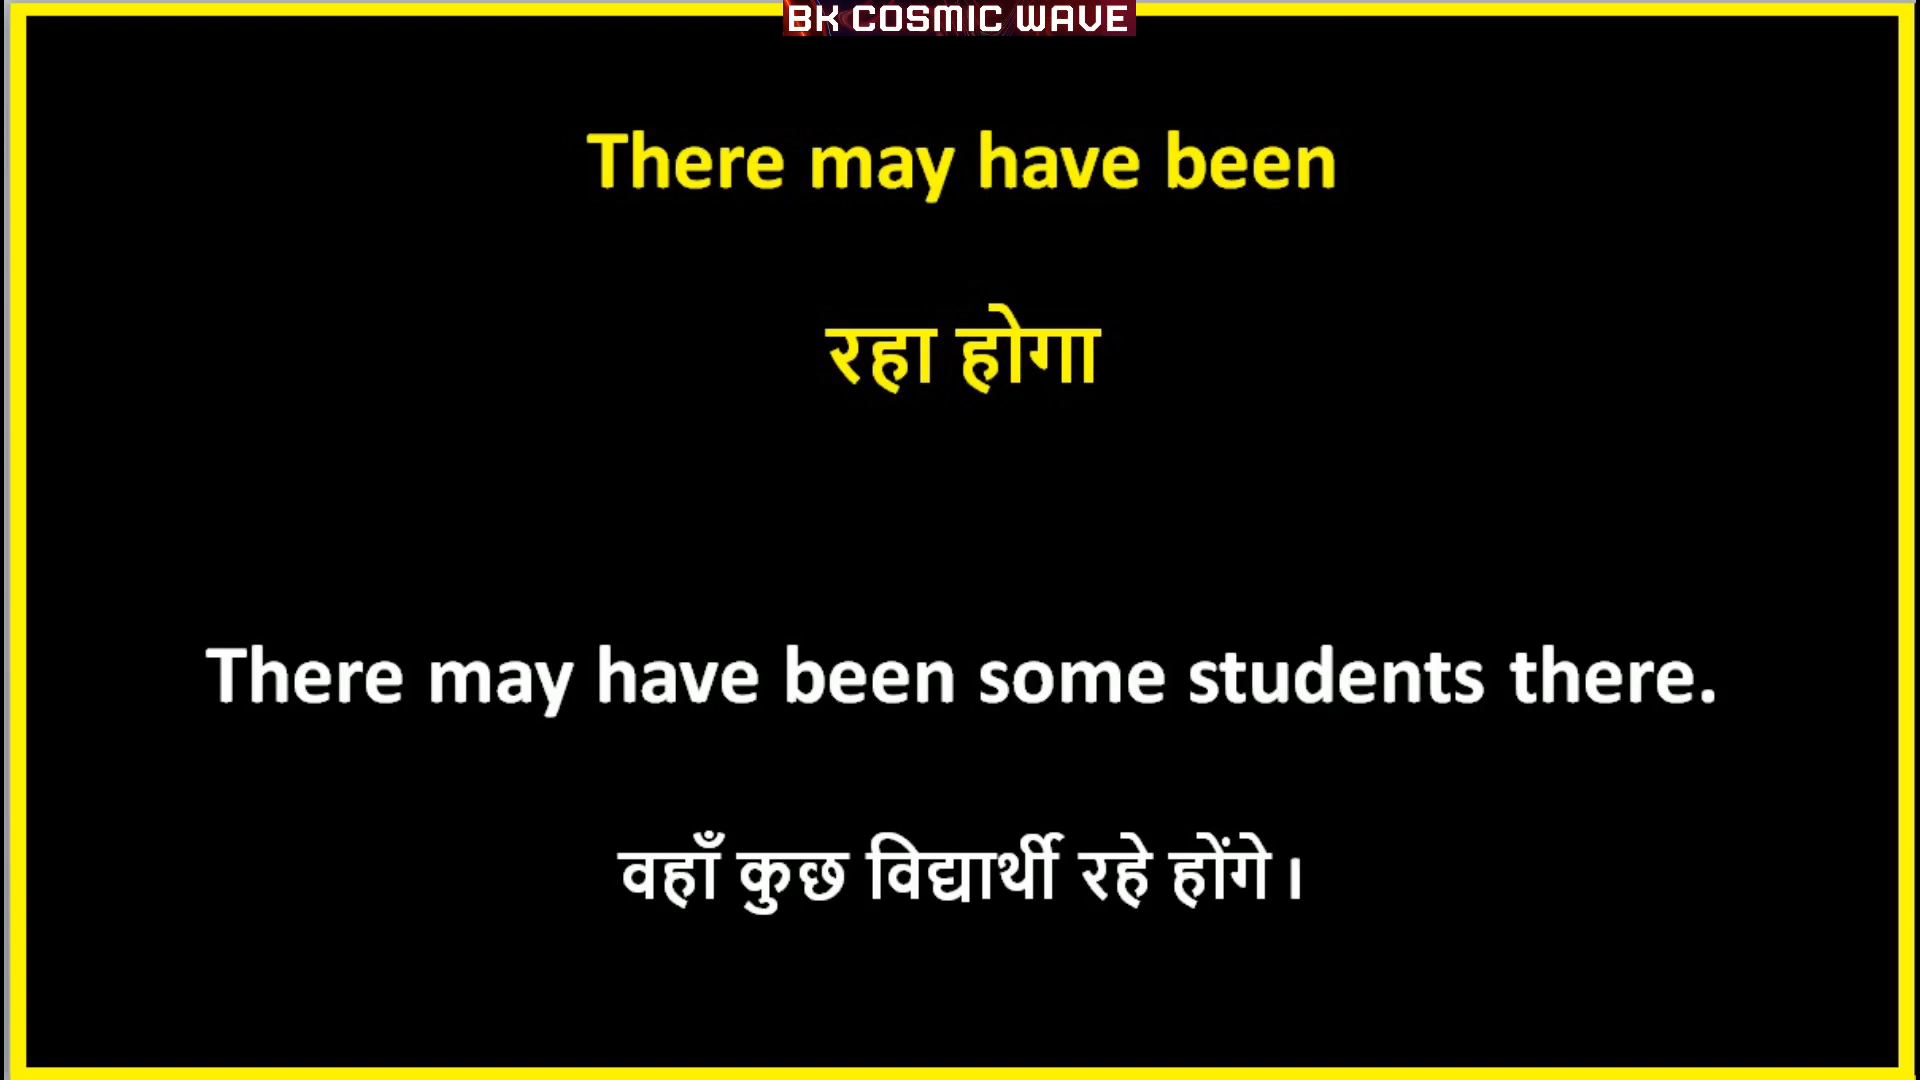 BK COSMIC WAVE
There may have been
रहा होगा
There may have been some students there.
वहाँ कुछ विद्यार्थी रहे होंगे।